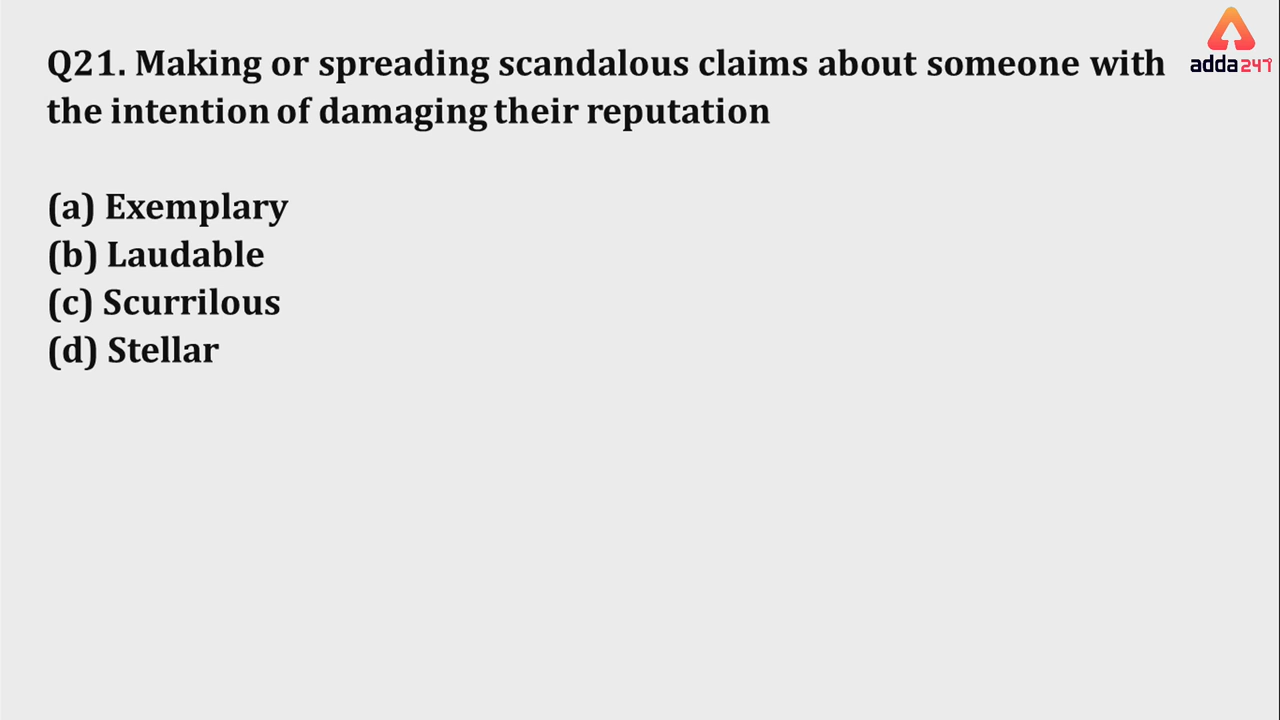 Q21. Making or spreading scandalous claims about someone with
the intention of damaging their reputation
(a) Exemplary
(b) Laudable
(c) Scurrilous
(d) Stellar
adda247